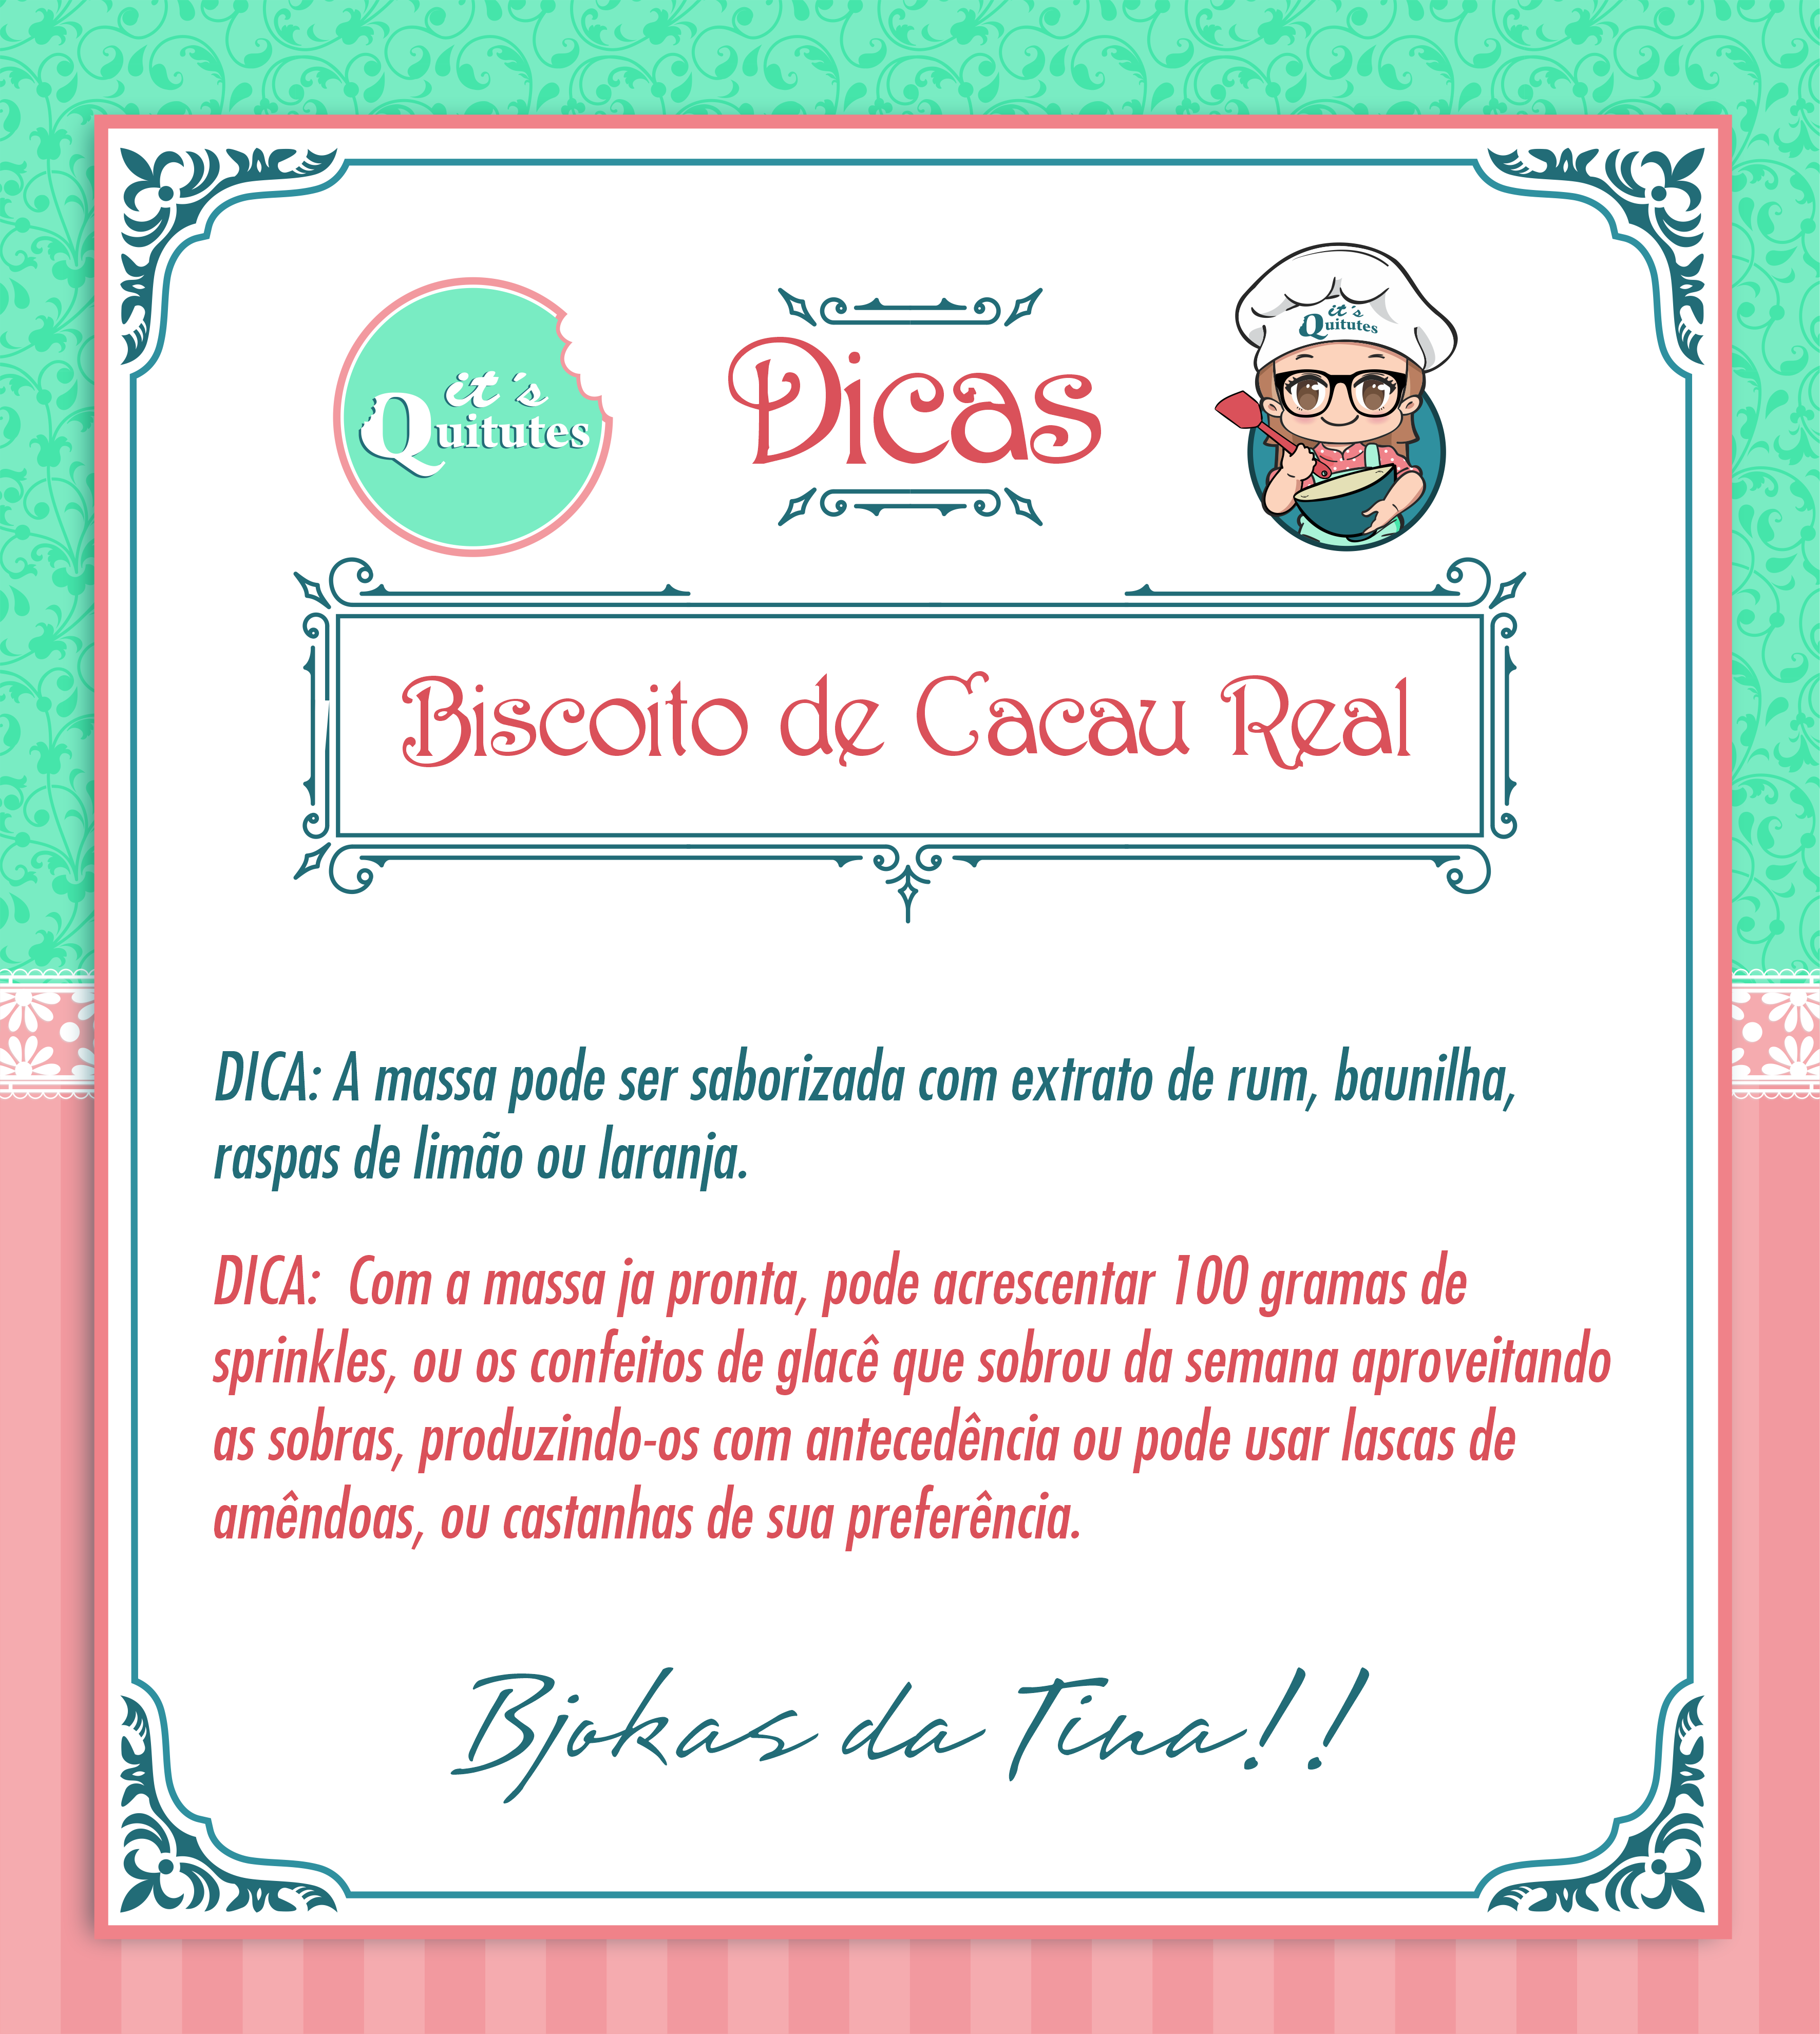 it's
Quitutes
Dicas
it's
Quitutes
Biscoito de Cacau Real
DICA: A massa pode ser saborizada com extrato de rum, baunilha,
raspas de limão ou laranja.
DICA:  Com a massa ja pronta, pode acrescentar 100 gramas de
sprinkles, ou os confeitos de glacê que sobrou da semana aproveitando
as sobras, produzindo-os com antecedência ou pode usar lascas de
amêndoas, ou castanhas de sua preferência.
Bjokas da Tina!!